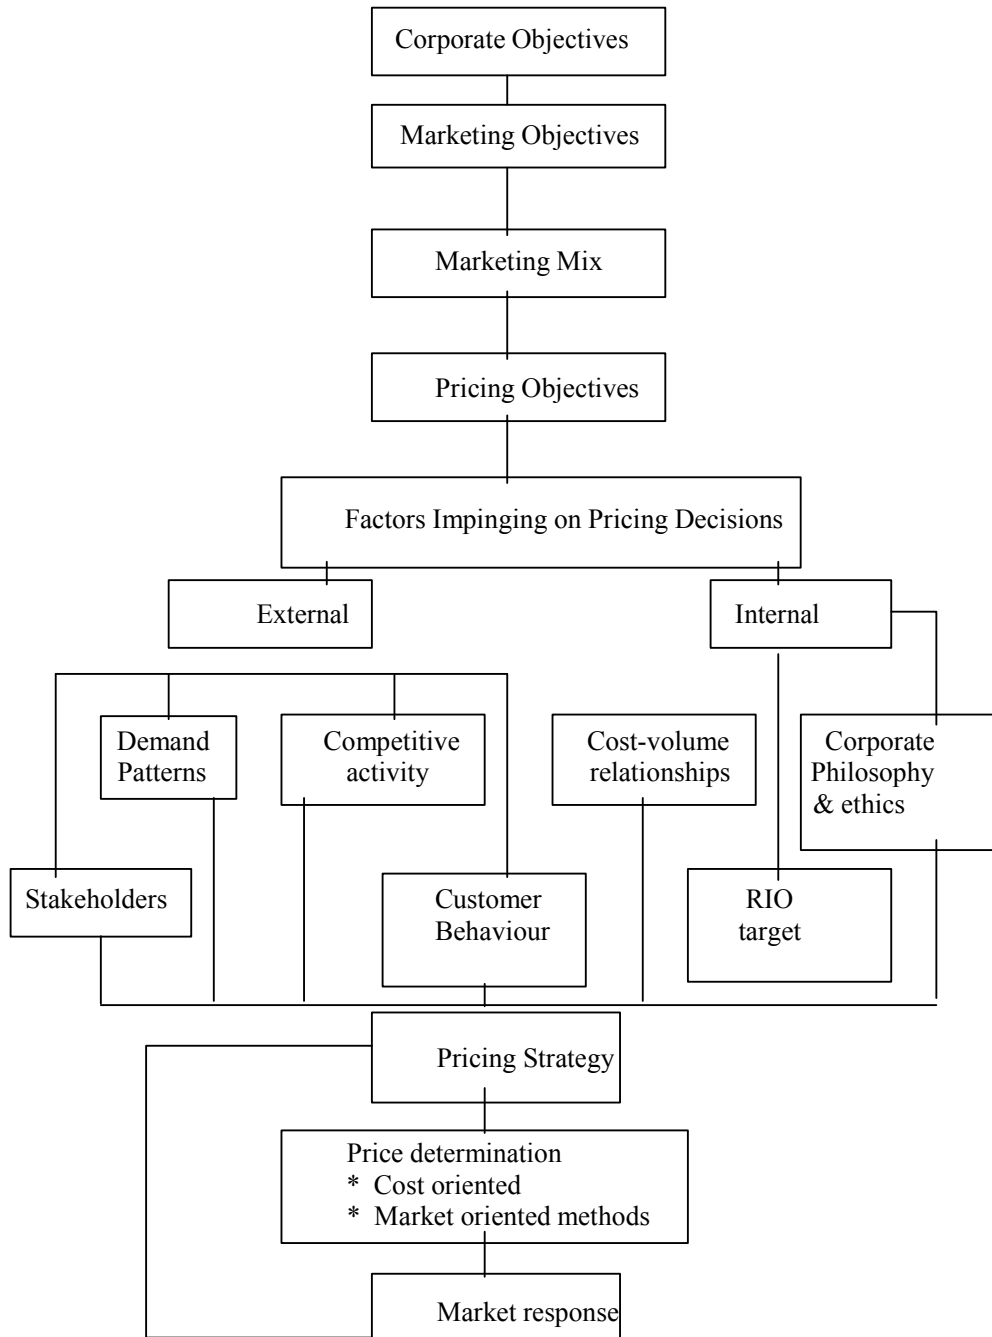 Corporate Objectives
Marketing Objectives
Marketing Mix
Pricing Objectives
Factors Impinging on Pricing Decisions
External
Internal
Demand
Patterns
Competitive
activity
Cost-volume
relationships
Corporate
Philosophy
& ethics
Stakeholders
Customer
Behaviour
RIO
target
Pricing Strategy
Price determination
* Cost oriented
* Market oriented methods
Market response